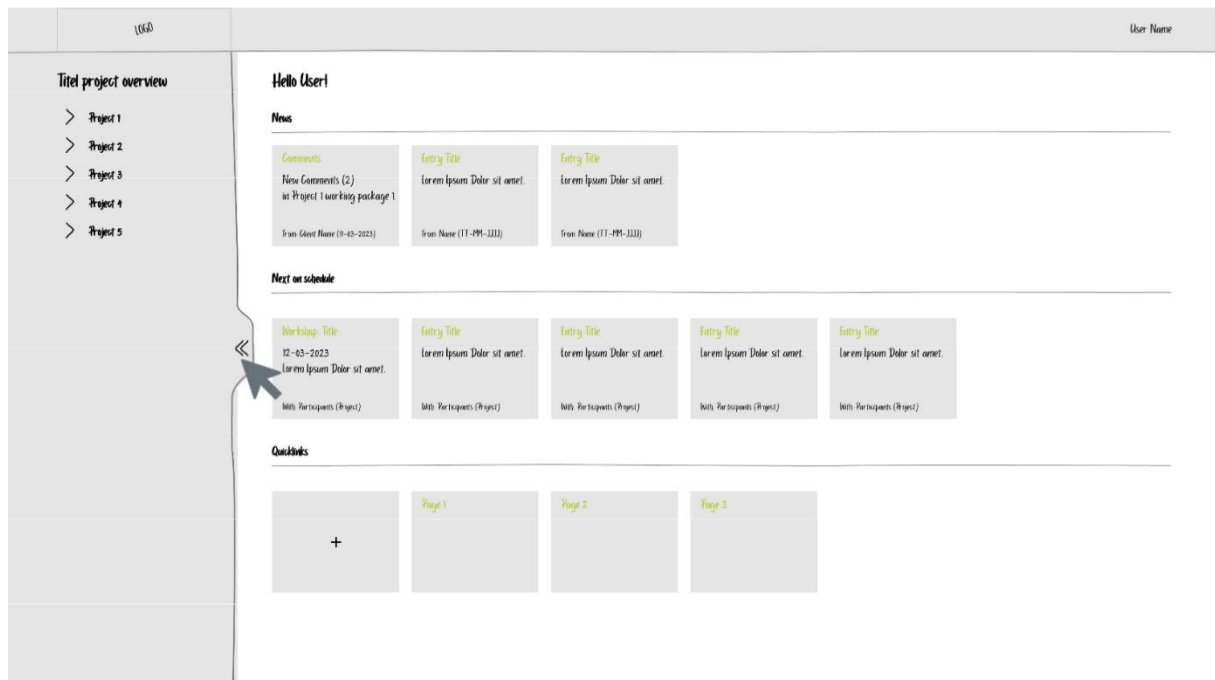 LOGO
User Name
Titel project overview
Project 1
Project 2
Project 3
Project 4
Project 5
Hello User!
News
Comments
New Comments (2)
in Project 1 working package 1
From Client Name (11-03-2023)
Entry Title
Lorem Ipsum Dolor sit amet.
From Name (TT-MM-JJJJ)
Entry Title
Lorem Ipsum Dolor sit amet.
From Name (TT-MM-JJJJ)
Next on schedule
Workshop Title
12-03-2023
Lorem Ipsum Dolor sit amet.
With Participants (Project)
Entry Title
Lorem Ipsum Dolor sit amet.
With Participants (Project)
Entry Title
Lorem Ipsum Dolor sit amet.
With Participants (Project)
Entry Title
Lorem Ipsum Dolor sit amet.
With Participants (Project)
Entry Title
Lorem Ipsum Dolor sit amet.
With Participants (Project)
Quicklinks
+
Page 1
Page 2
Page 3